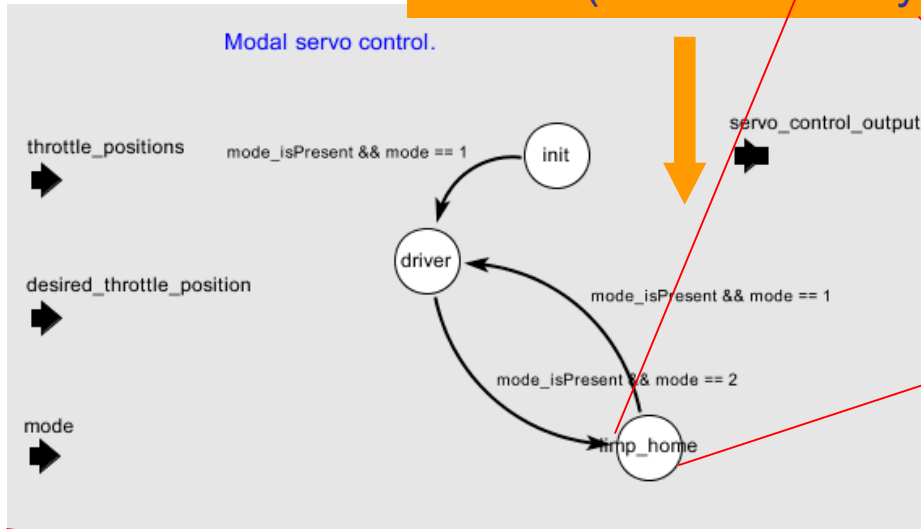 Modal servo control.
servo_control_output
throttle_positions
mode_isPresent && mode == 1
init
driver
desired_throttle_position
mode_isPresent && mode == 1
mode_isPresent && mode == 2
mode
limp_home